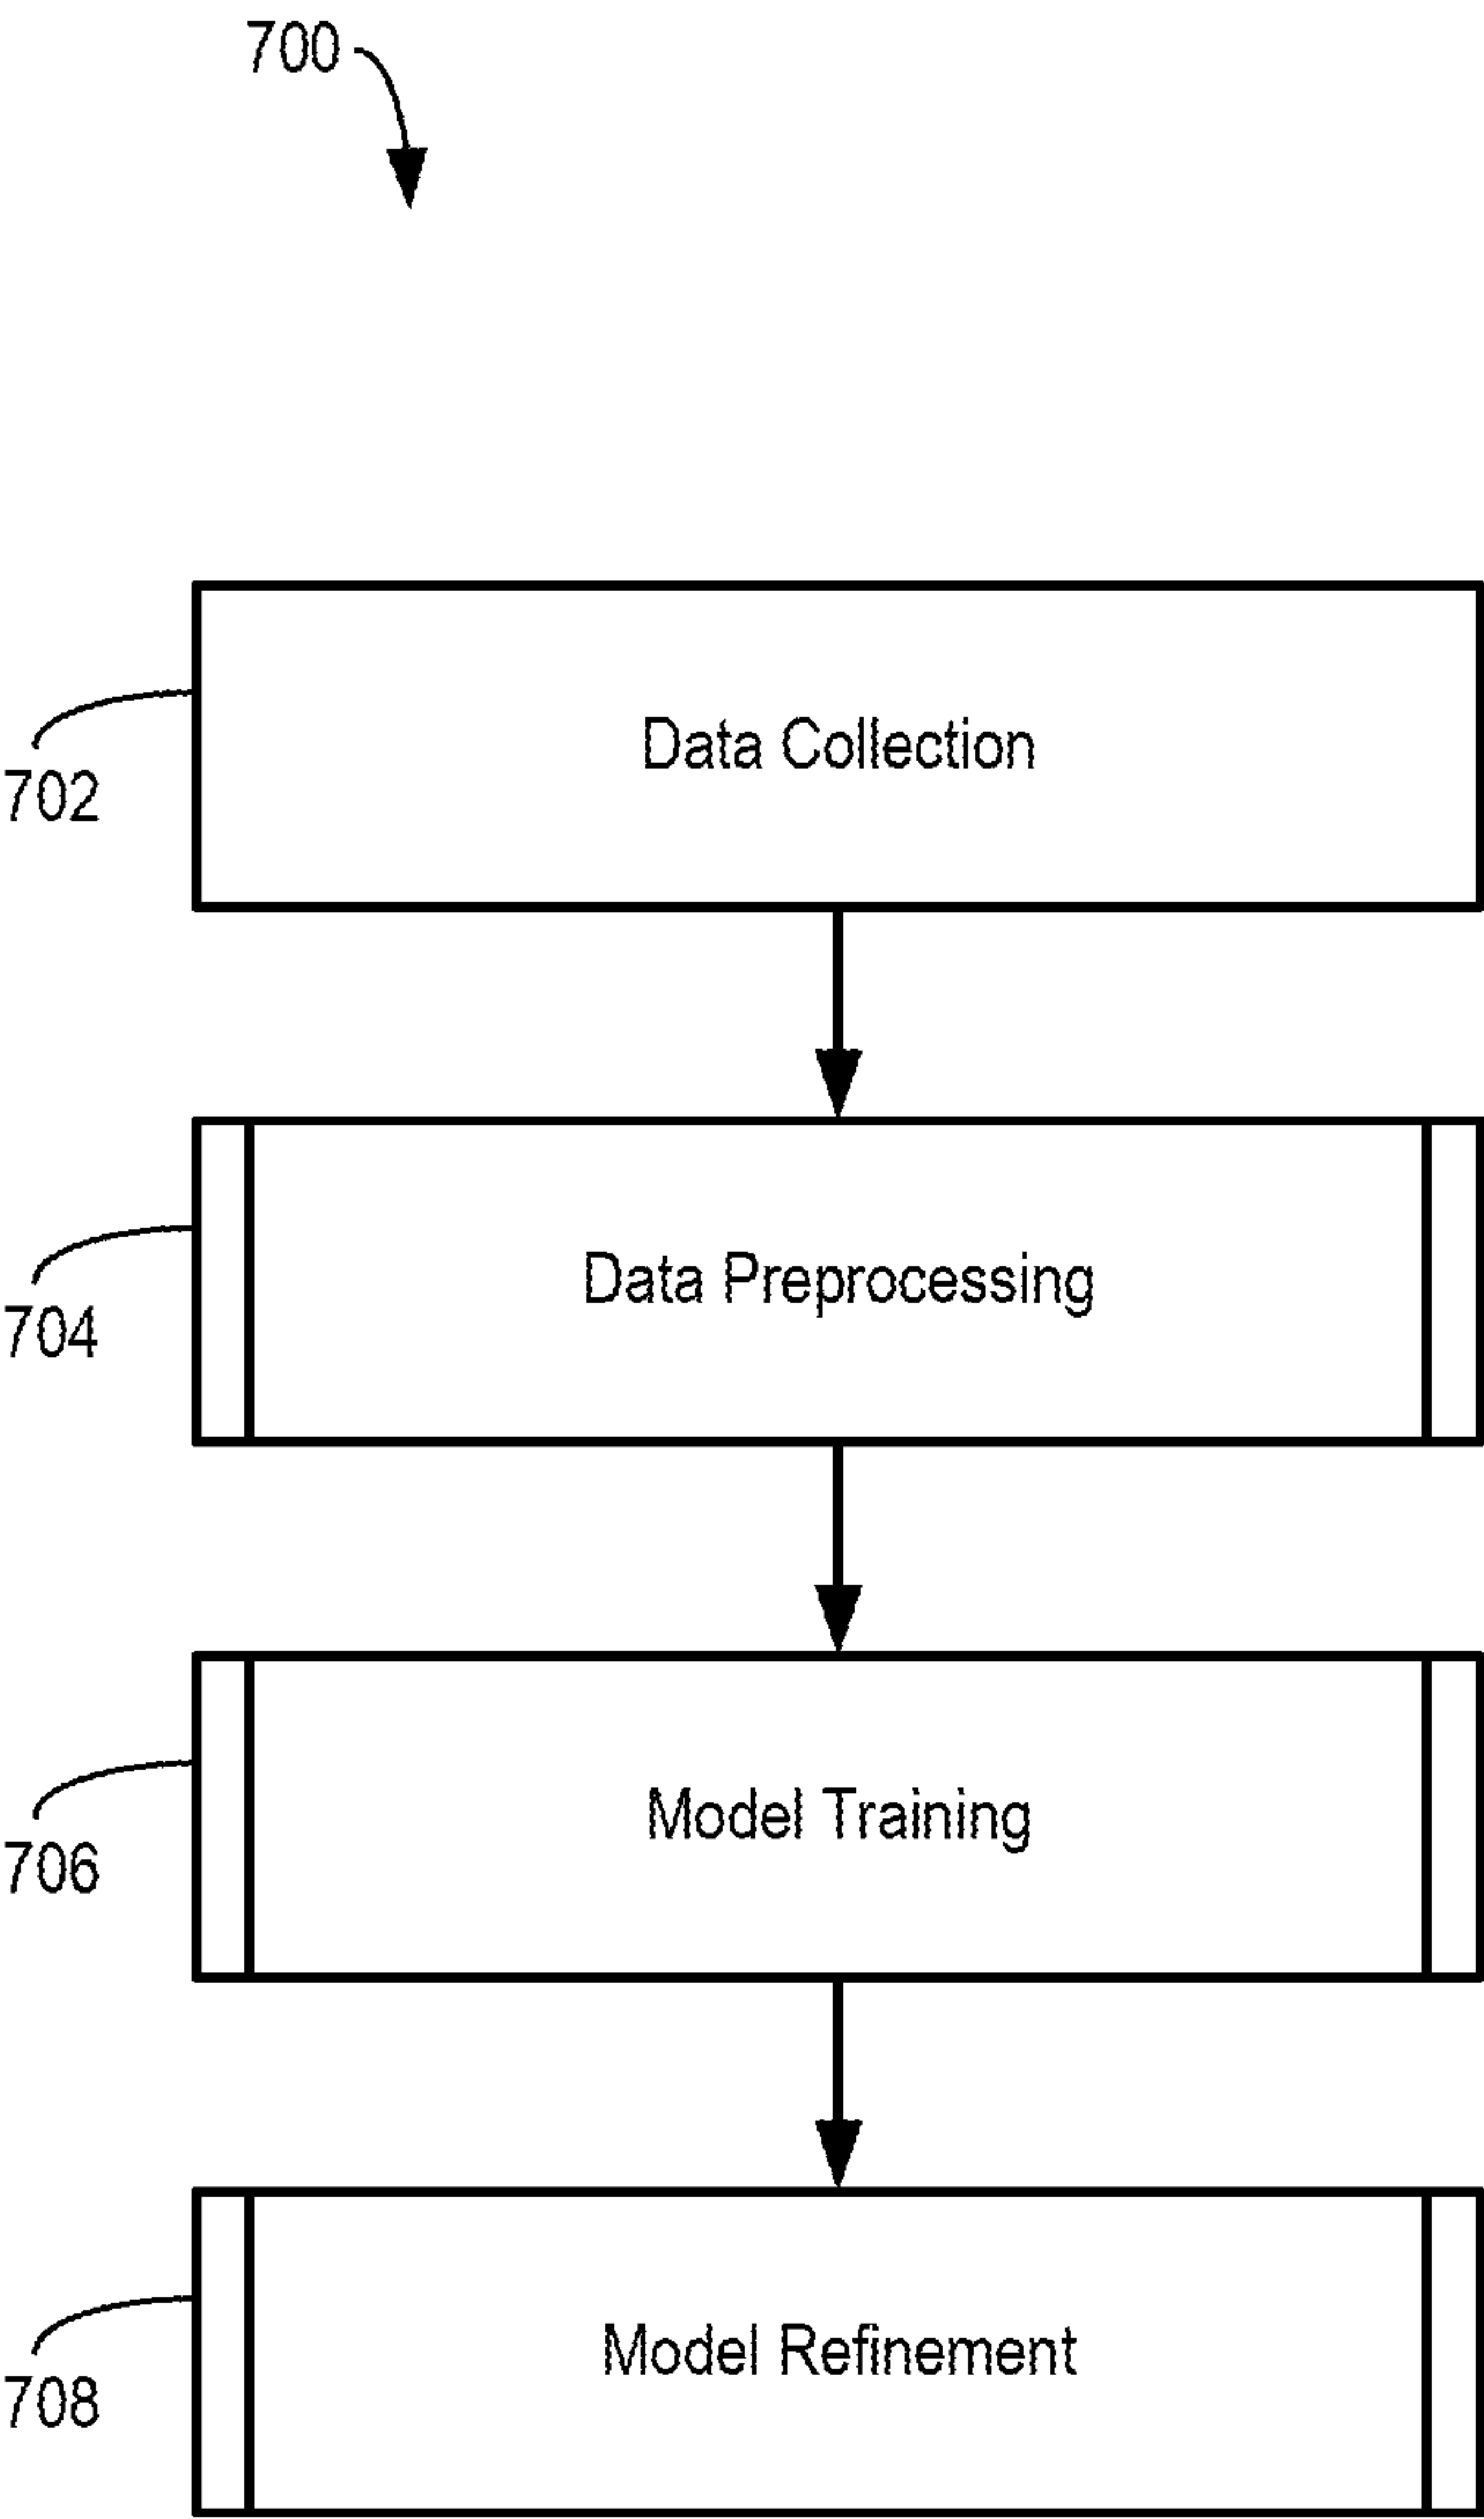 700
Data Collection
702
Data Preprocessing
704
Model Training
706
Model Refinement
708